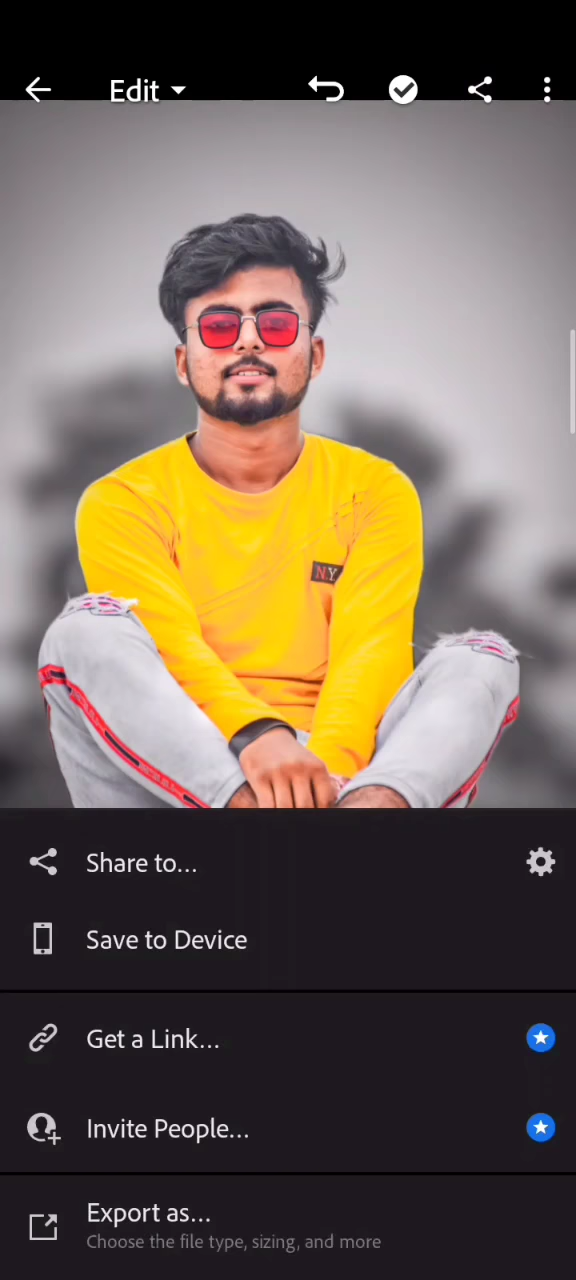 Edit
N.Y
Share to...
Save to Device
Get a Link...
Invite People...
Export as...
Choose the file type, sizing, and more